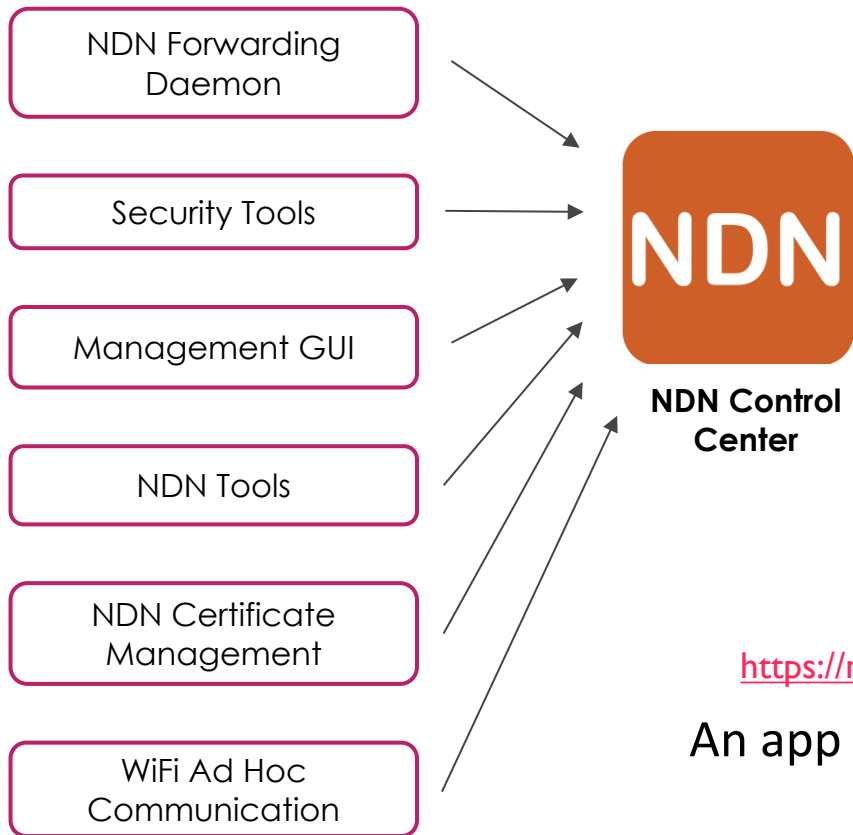 NDN Forwarding
Daemon
Security Tools
Management GUI
NDN Tools
NDN Certificate
Management
WiFi Ad Hoc
Communication
NDN
NDN Control
Center
https://
An app